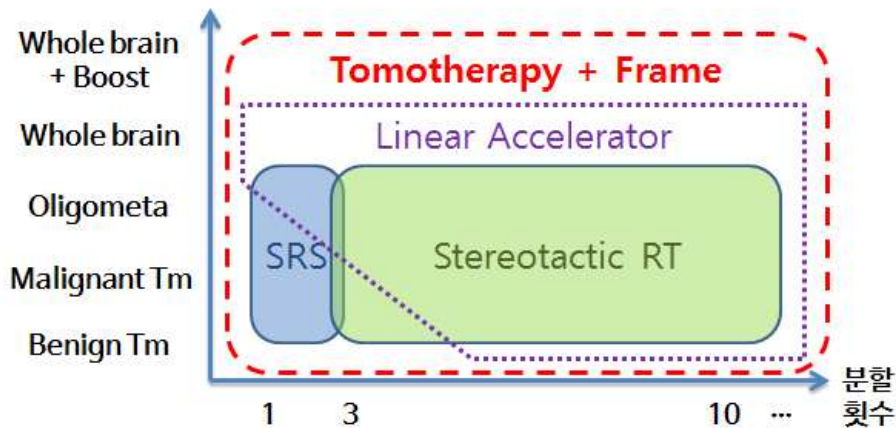 Whole brain
+ Boost
Tomotherapy + Frame
Whole brain
Linear Accelerator
Oligometa
SRS
Stereotactic RT
Malignant Tm
Benign Tm
분할
횟수
1 3 10 ...